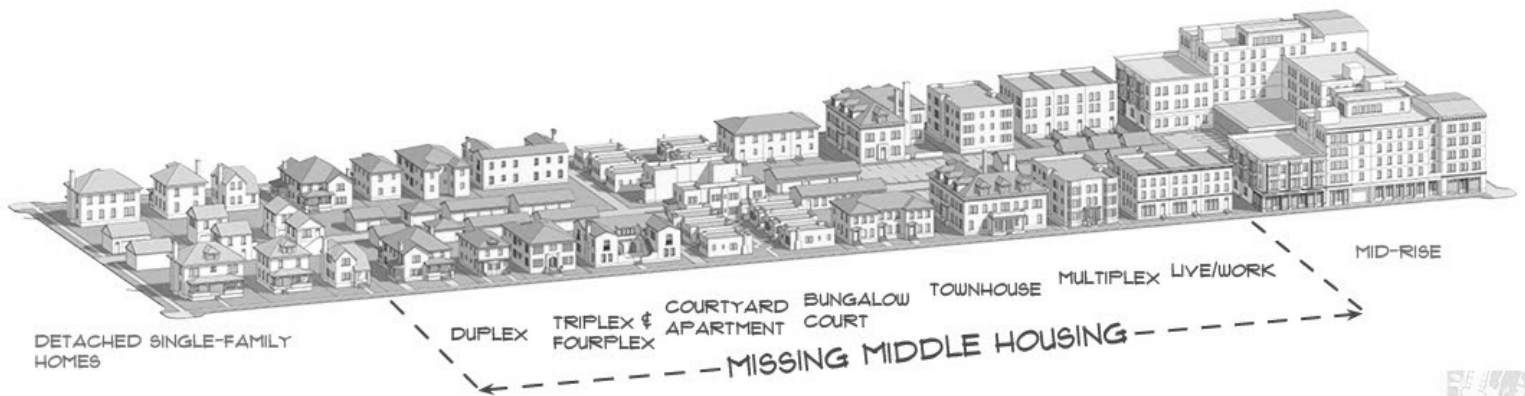 DETACHED SINGLE-FAMILY
HOMES
DUPLEX
TRIPLEX &
FOURPLEX
COURTYARD
APARTMENT
BUNGALOW
COURT
TOWNHOUSE
MULTIPLEX
LIVE/WORK
MID-RISE
MISSING MIDDLE HOUSING